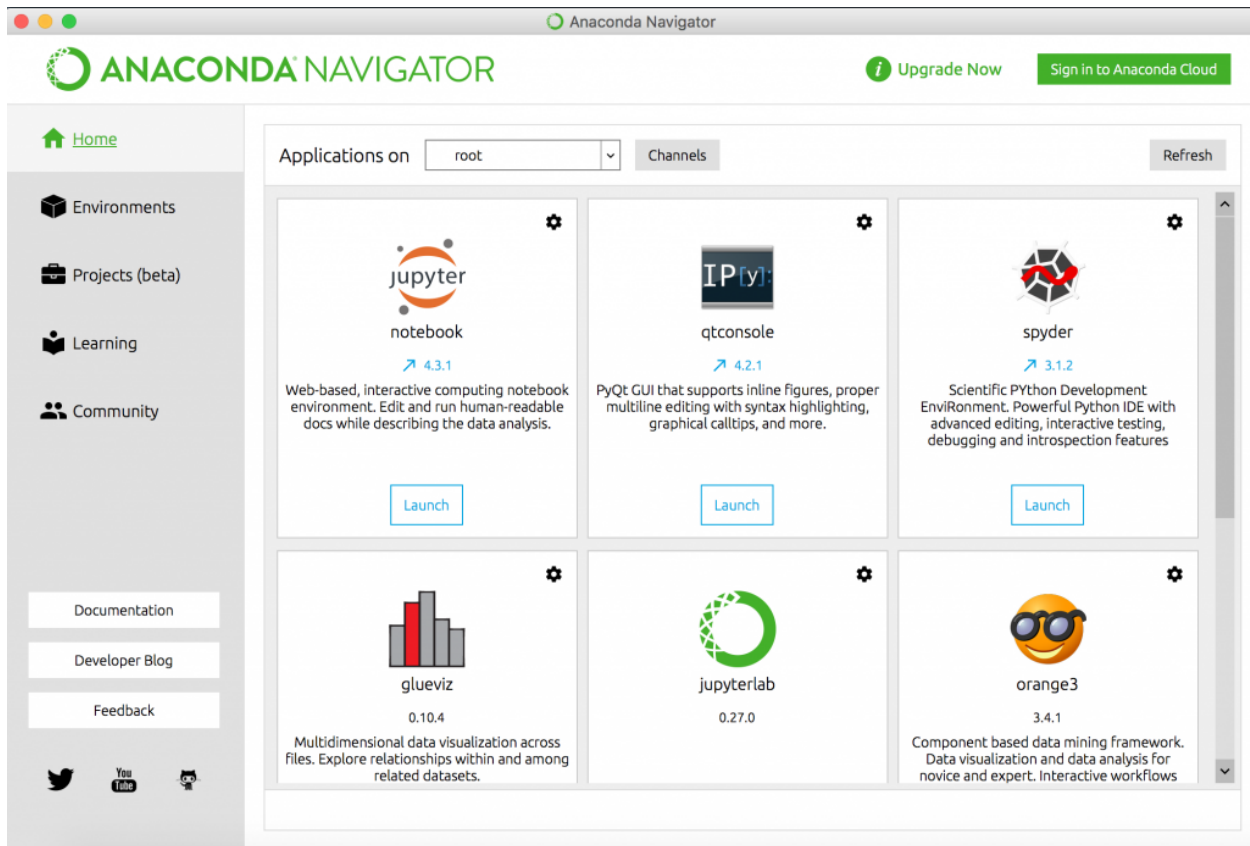 Anaconda Navigator
ANACONDA NAVIGATOR
Upgrade Now
Sign in to Anaconda Cloud
Home
Environments
Projects (beta)
Learning
Community
Documentation
Developer Blog
Feedback
You
Tube
Applications on
root
Channels
Refresh
jupyter
notebook
4.3.1
Web-based, interactive computing notebook
environment. Edit and run human-readable
docs while describing the data analysis.
Launch
IP[y]:
qtconsole
4.2.1
PyQt GUI that supports inline figures, proper
multiline editing with syntax highlighting,
graphical calltips, and more.
Launch
spyder
3.1.2
Scientific PYthon Development
EnviRonment. Powerful Python IDE with
advanced editing, interactive testing,
debugging and introspection features
Launch
glueviz
0.10.4
Multidimensional data visualization across
files. Explore relationships within and among
related datasets.
jupyterlab
0.27.0
orange3
3.4.1
Component based data mining framework.
Data visualization and data analysis for
novice and expert. Interactive workflows